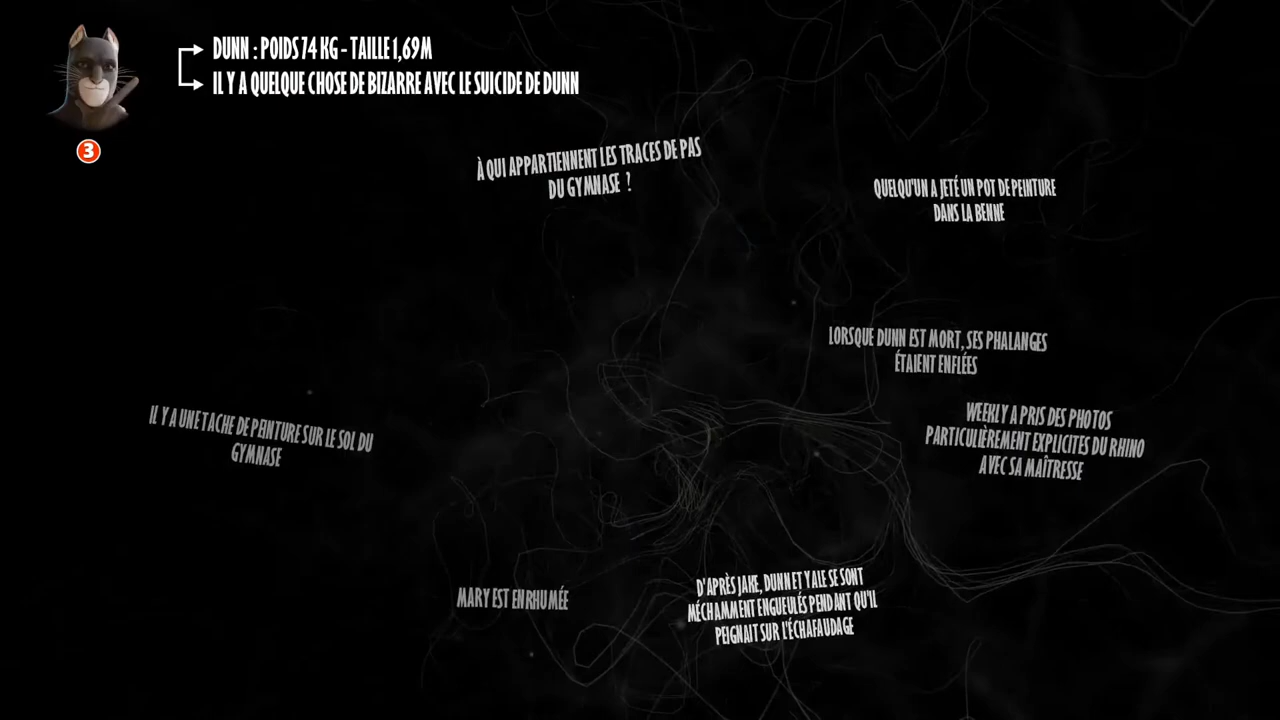 DUNN : POIDS 74 KG - TAILLE 1,69M
IL Y A QUELQUE CHOSE DE BIZARRE AVEC LE SUICIDE DE DUNN
3
À QUI APPARTIENNENT LES TRACES DE PAS
DU GYMNASE ?
QUELQU'UN A JETÉ UN POT DE PEINTURE
DANS LA BENNE
LORSQUE DUNN EST MORT, SES PHALANGES
ÉTAIENT ENFLÉES
IL Y A UNE TACHE DE PEINTURE SUR LE SOL DU
GYMNASE
WEEKLY A PRIS DES PHOTOS
PARTICULIÈREMENT EXPLICITES DU RHINO
AVEC SA MAÎTRESSE
MARY EST ENRHUMÉE
D'APRÈS JAKE, DUNN ET YALE SE SONT
MÉCHAMMENT ENGUEULÉS PENDANT QU'IL
PEIGNAIT SUR L'ÉCHAFAUDAGE